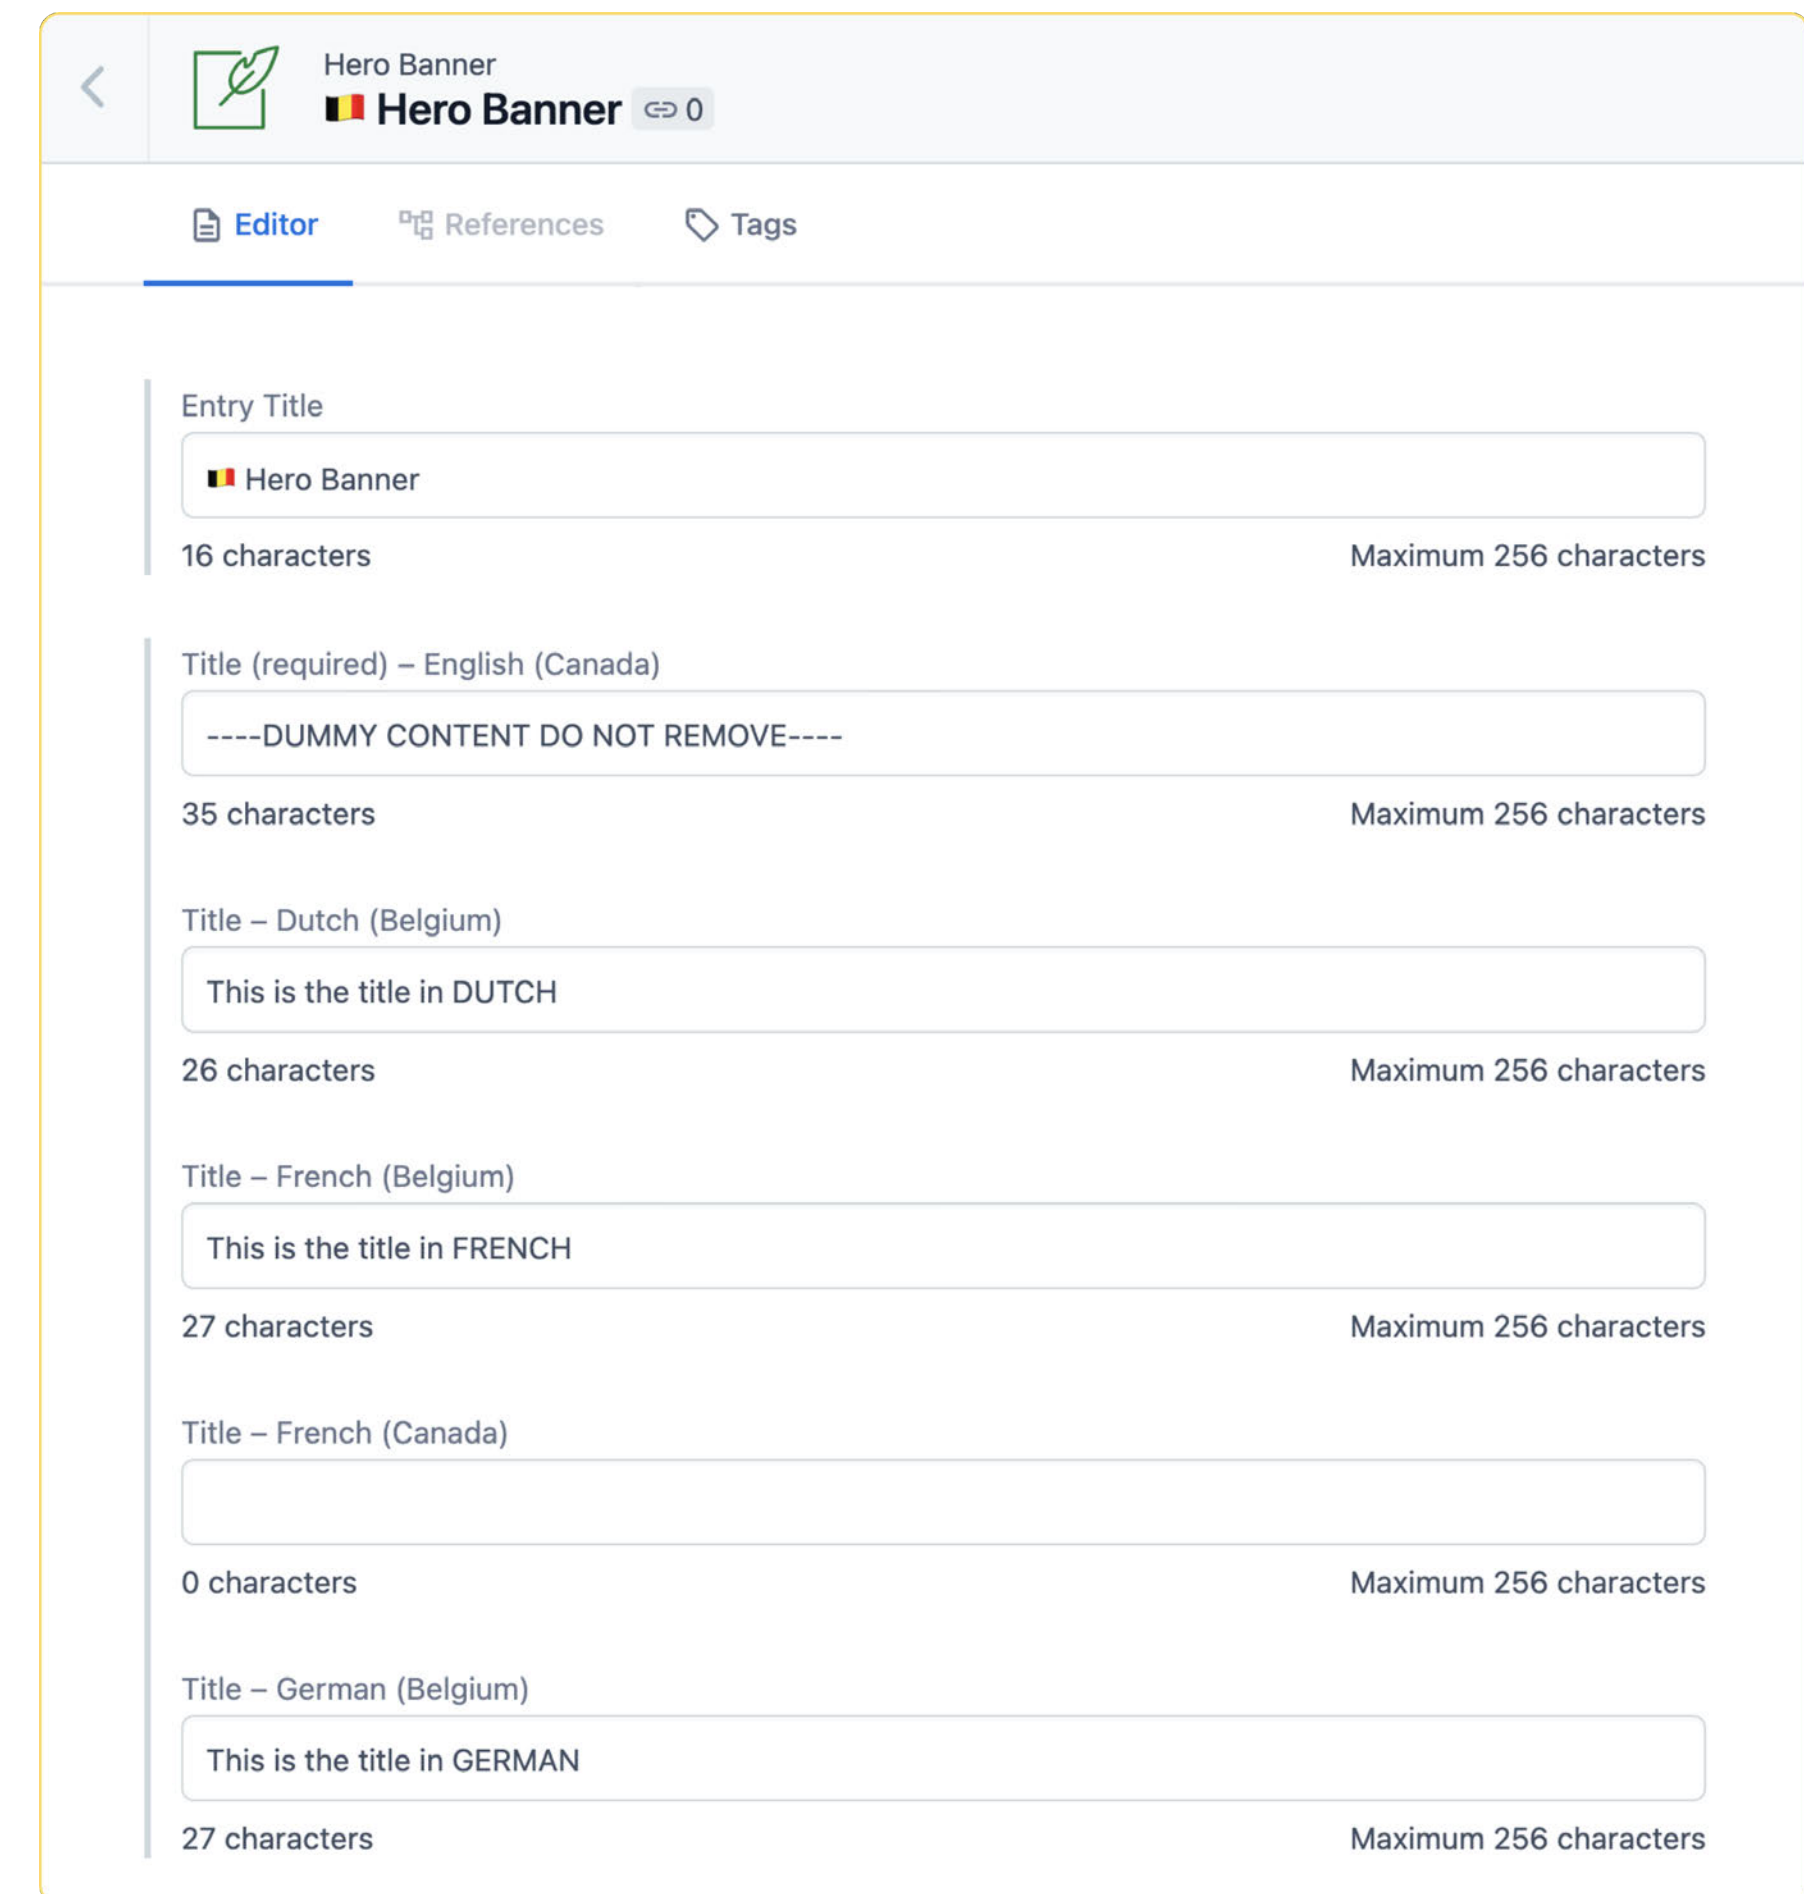 Hero Banner
🇧🇪 Hero Banner 0
Editor References Tags
Entry Title
🇧🇪 Hero Banner
16 characters Maximum 256 characters
Title (required) – English (Canada)
----DUMMY CONTENT DO NOT REMOVE----
35 characters Maximum 256 characters
Title – Dutch (Belgium)
This is the title in DUTCH
26 characters Maximum 256 characters
Title – French (Belgium)
This is the title in FRENCH
27 characters Maximum 256 characters
Title – French (Canada)
0 characters Maximum 256 characters
Title – German (Belgium)
This is the title in GERMAN
27 characters Maximum 256 characters